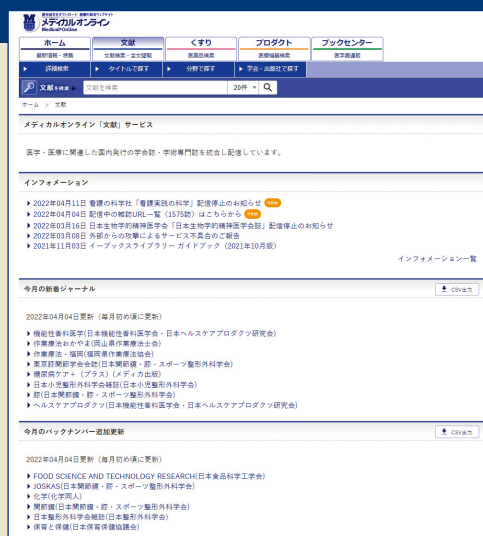 医学文献のダウンロード 医療の総合ウェブサイト
メディカルオンライン
Medical*Online
ホーム
最新情報・特集
文献
文献検索・全文閲覧
くすり
医薬品検索
プロダクト
医療機器検索
ブックセンター
医学書通販
詳細検索
タイトルで探す
分野で探す
学会・出版社で探す
文献を検索
文献を検索
20件
ホーム > 文献
メディカルオンライン「文献」サービス
医学・医療に関連した国内発行の学会誌・学術専門誌を統合し配信しています。
インフォメーション
2022年04月11日 看護の科学社「看護実践の科学」配信停止のお知らせ new
2022年04月04日 配信中の雑誌URL一覧（1575誌）はこちらから new
2022年03月16日 日本生物学的精神医学会「日本生物学的精神医学会誌」配信停止のお知らせ
2022年03月08日 外部からの攻撃によるサービス不具合のご報告
2021年11月03日 イーブックスライブラリー ガイドブック（2021年10月版）
インフォメーション一覧
今月の新着ジャーナル
CSV出力
2022年04月04日更新（毎月初め頃に更新）
機能性香料医学(日本機能性香料医学会・日本ヘルスケアプロダクツ研究会)
作業療法おかやま(岡山県作業療法士会)
作業療法・福岡(福岡県作業療法協会)
東京膝関節学会会誌(日本関節鏡・膝・スポーツ整形外科学会)
糖尿病ケア＋（プラス）(メディカ出版)
日本小児整形外科学会雑誌(日本小児整形外科学会)
膝(日本関節鏡・膝・スポーツ整形外科学会)
ヘルスケアプロダクツ(日本機能性香料医学会・日本ヘルスケアプロダクツ研究会)
今月のバックナンバー追加更新
CSV出力
2022年04月04日更新（毎月初め頃に更新）
FOOD SCIENCE AND TECHNOLOGY RESEARCH(日本食品科学工学会)
JOSKAS(日本関節鏡・膝・スポーツ整形外科学会)
化学(化学同人)
関節鏡(日本関節鏡・膝・スポーツ整形外科学会)
日本整形外科学会雑誌(日本整形外科学会)
保育と保健(日本保育保健協議会)